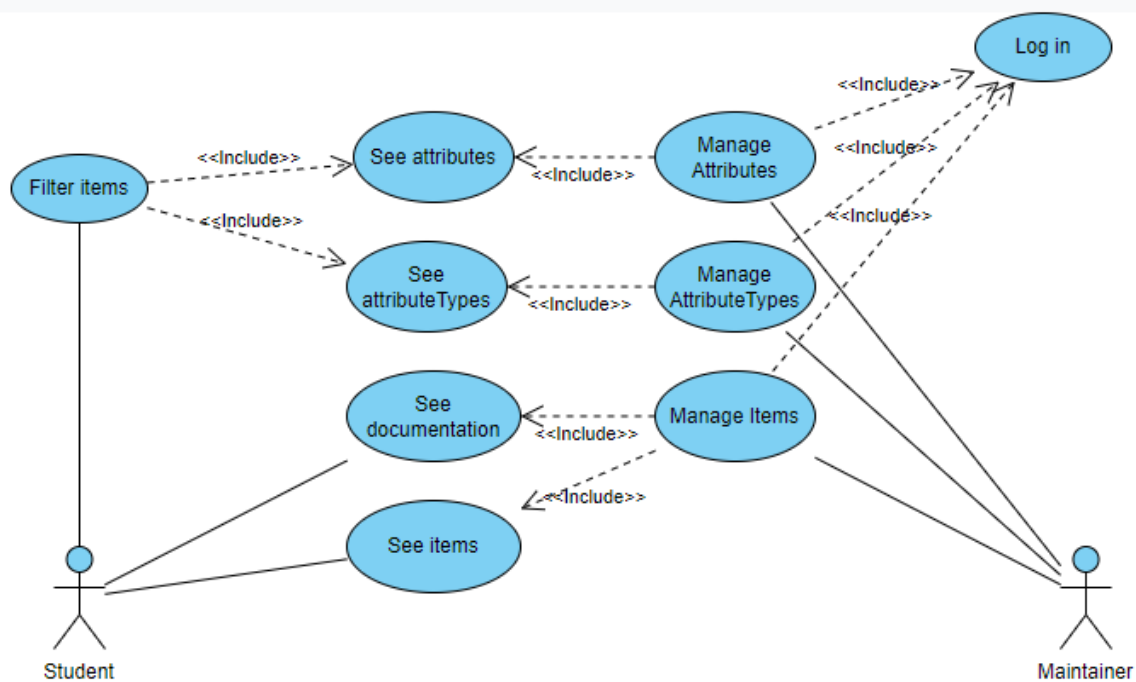 Log in
<<Include>>
See attributes
Manage
Attributes
<<Include>>
<<Include>>
<<Include>>
Filter items
<<Include>>
<<Include>>
See
attributeTypes
Manage
AttributeTypes
<<Include>>
See
documentation
Manage Items
<<Include>>
<<Include>>
See items
Student
Maintainer